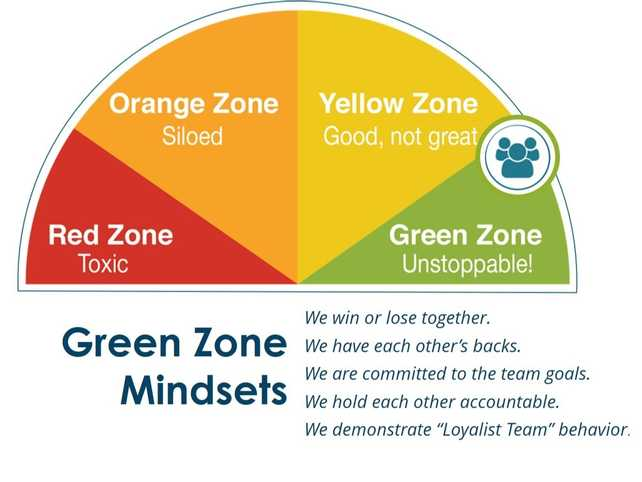 Orange Zone
Siloed
Yellow Zone
Good, not great
Red Zone
Toxic
Green Zone
Unstoppable!
Green Zone
Mindsets
We win or lose together.
We have each other’s backs.
We are committed to the team goals.
We hold each other accountable.
We demonstrate “Loyalist Team” behavior.